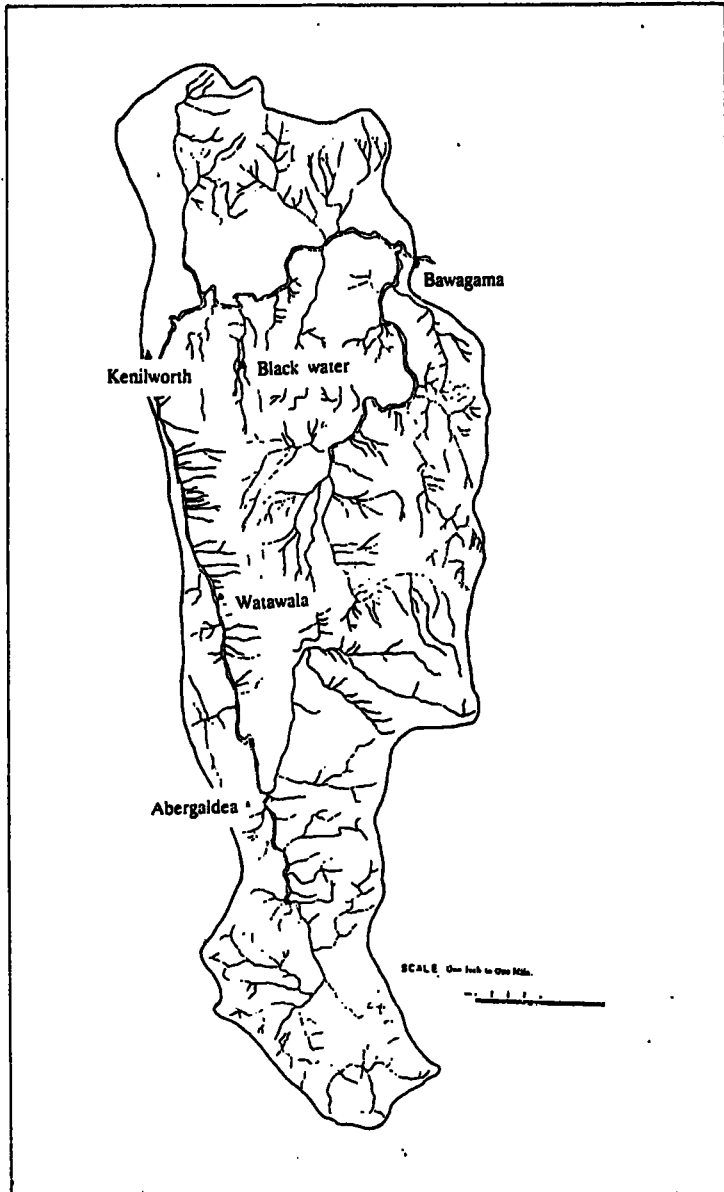 Bawagama
Kenilworth
Black water
Watawala
Abergaldea
SCALE One Inch to One Mile.